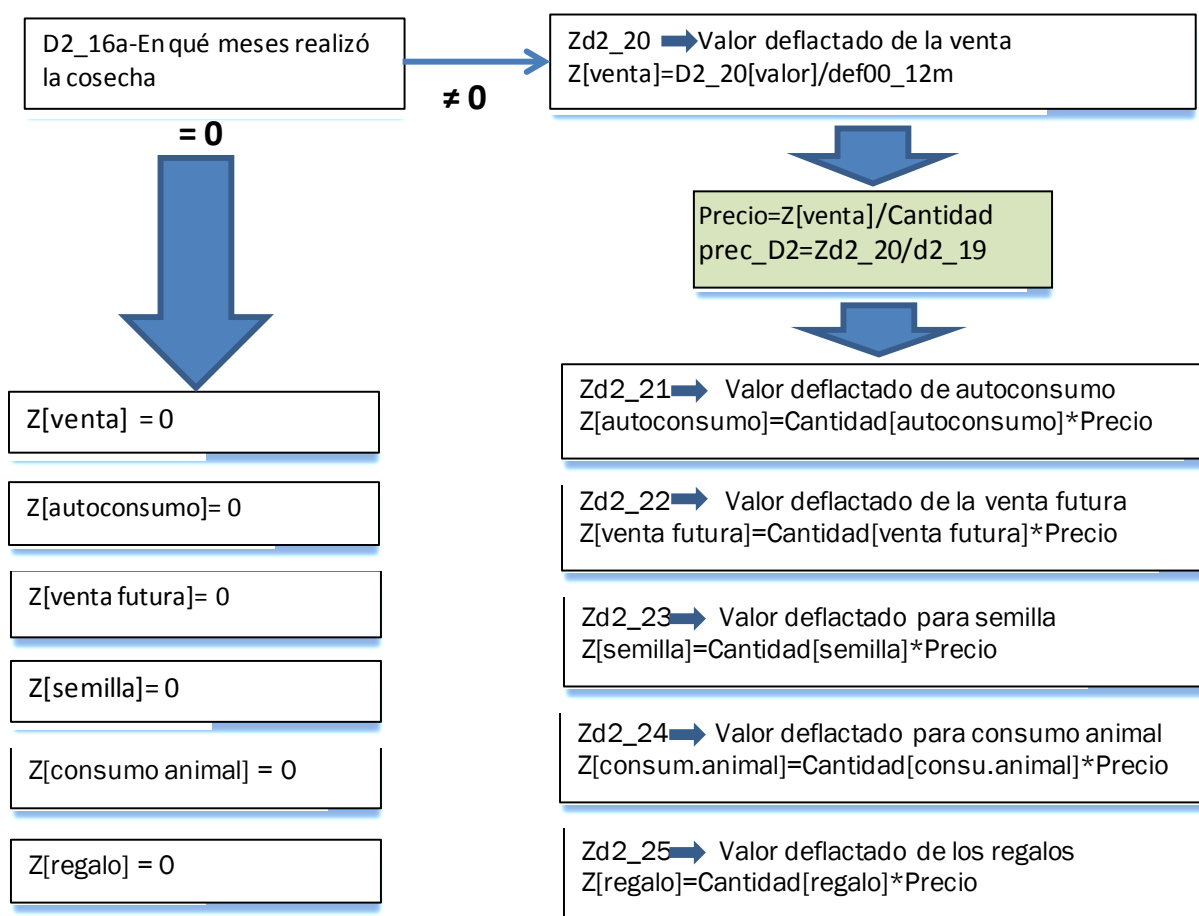 D2_16a-En qué meses realizó
la cosecha
≠ 0
= 0
Zd2_20 Valor deflactado de la venta
Z[venta]=D2_20[valor]/def00_12m
Precio=Z[venta]/Cantidad
prec_D2=Zd2_20/d2_19
Z[venta] = 0
Z[autoconsumo]= 0
Z[venta futura]= 0
Z[semilla]= 0
Z[consumo animal] = 0
Z[regalo] = 0
Zd2_21 Valor deflactado de autoconsumo
Z[autoconsumo]=Cantidad[autoconsumo]*Precio
Zd2_22 Valor deflactado de la venta futura
Z[venta futura]=Cantidad[venta futura]*Precio
Zd2_23 Valor deflactado para semilla
Z[semilla]=Cantidad[semilla]*Precio
Zd2_24 Valor deflactado para consumo animal
Z[consum.animal]=Cantidad[consu.animal]*Precio
Zd2_25 Valor deflactado de los regalos
Z[regalo]=Cantidad[regalo]*Precio